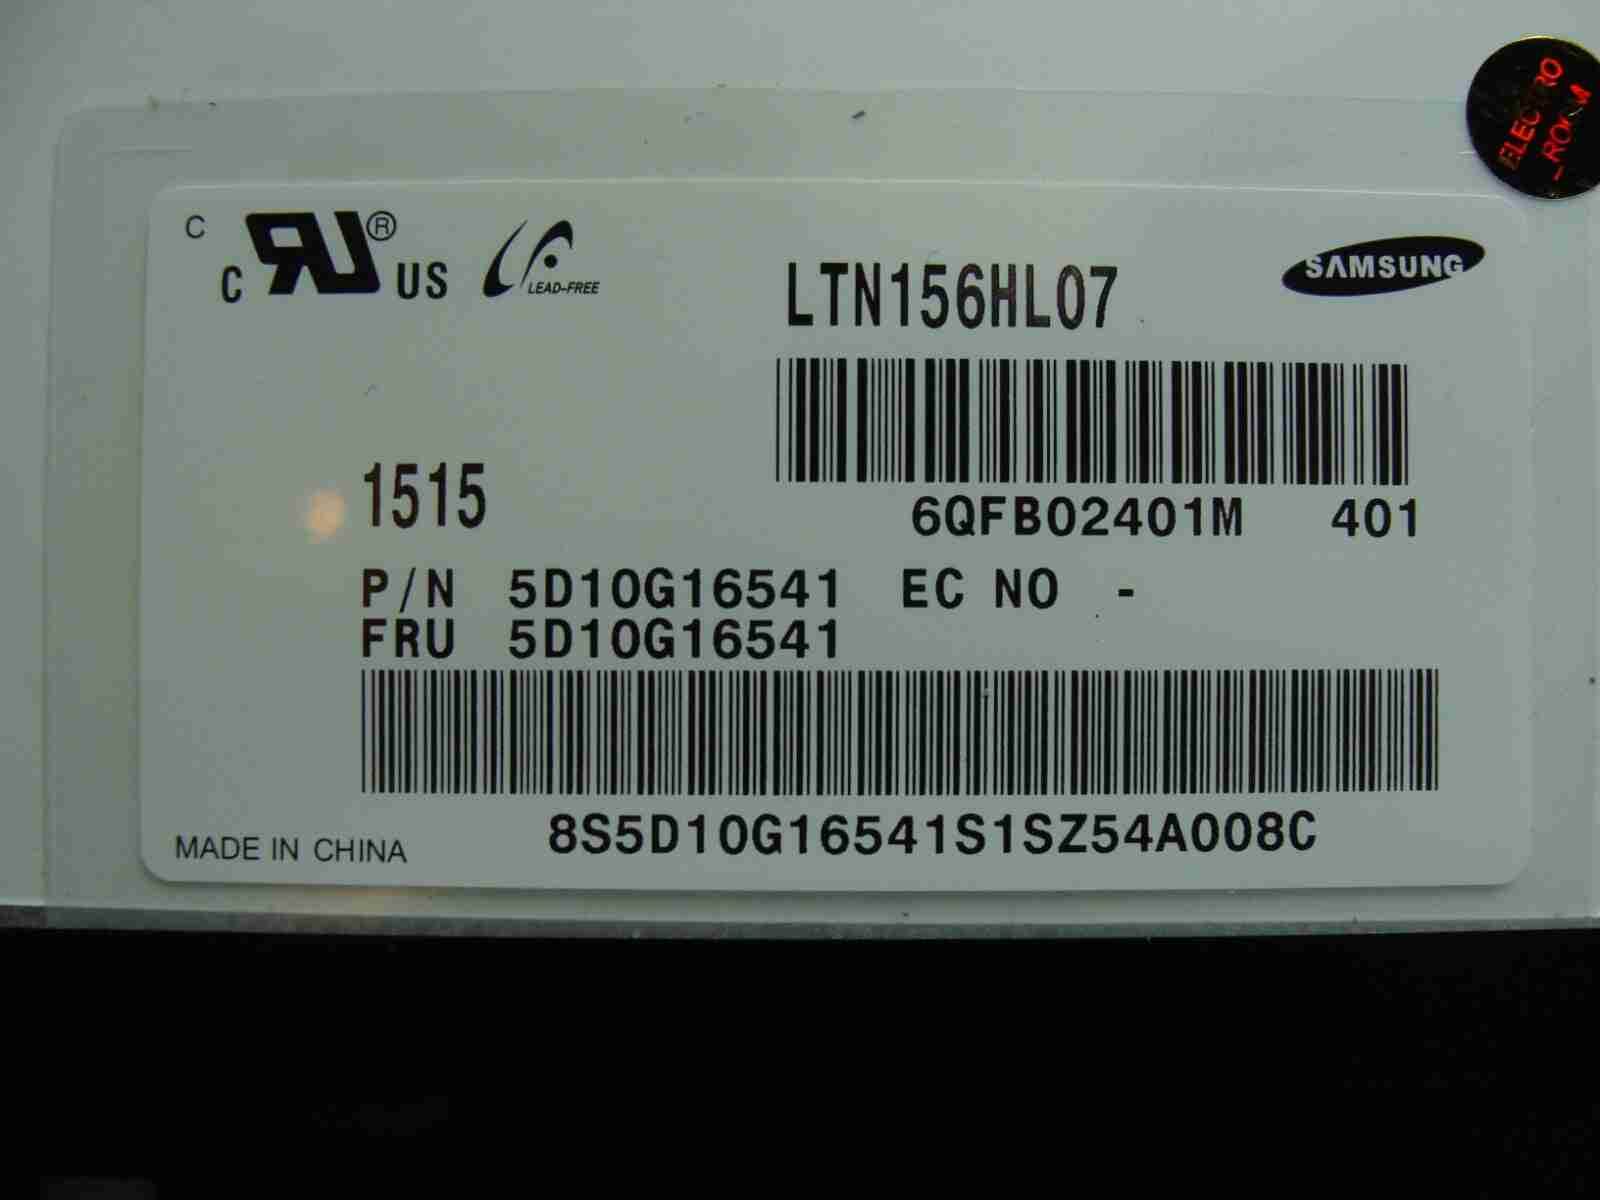 C
c RU® US
LEAD-FREE
LTN156HL07
SAMSUNG
ELECTRO
-ROOM
1515
6QFB02401M 401
P/N 5D10G16541 EC NO -
FRU 5D10G16541
8S5D10G16541S1SZ54A008C
MADE IN CHINA